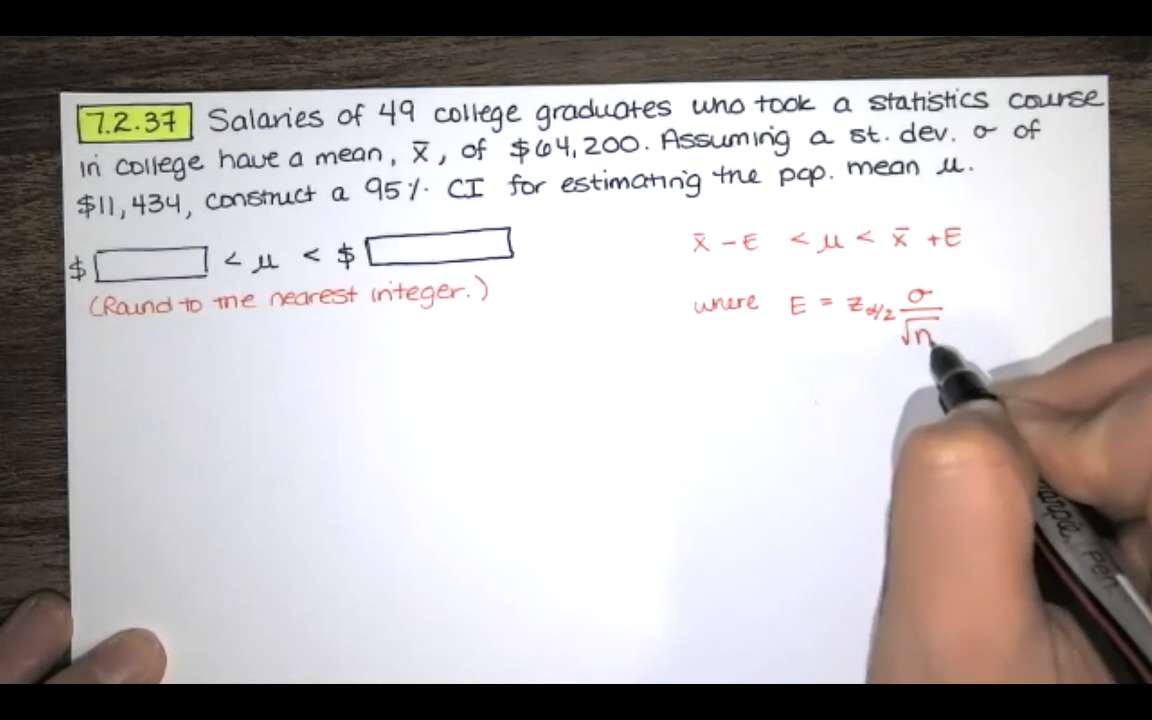 7.2.37 Salaries of 49 college graduates who took a statistics course
in college have a mean, x̄, of $64,200. Assuming a st. dev. σ of
$11,434, construct a 95% CI for estimating the pop. mean μ.
$ < μ < $
(Round to the nearest integer.)
x̄ - E < μ < x̄ + E
where E = z α/2 σ/√n
Sharpie. Pen.